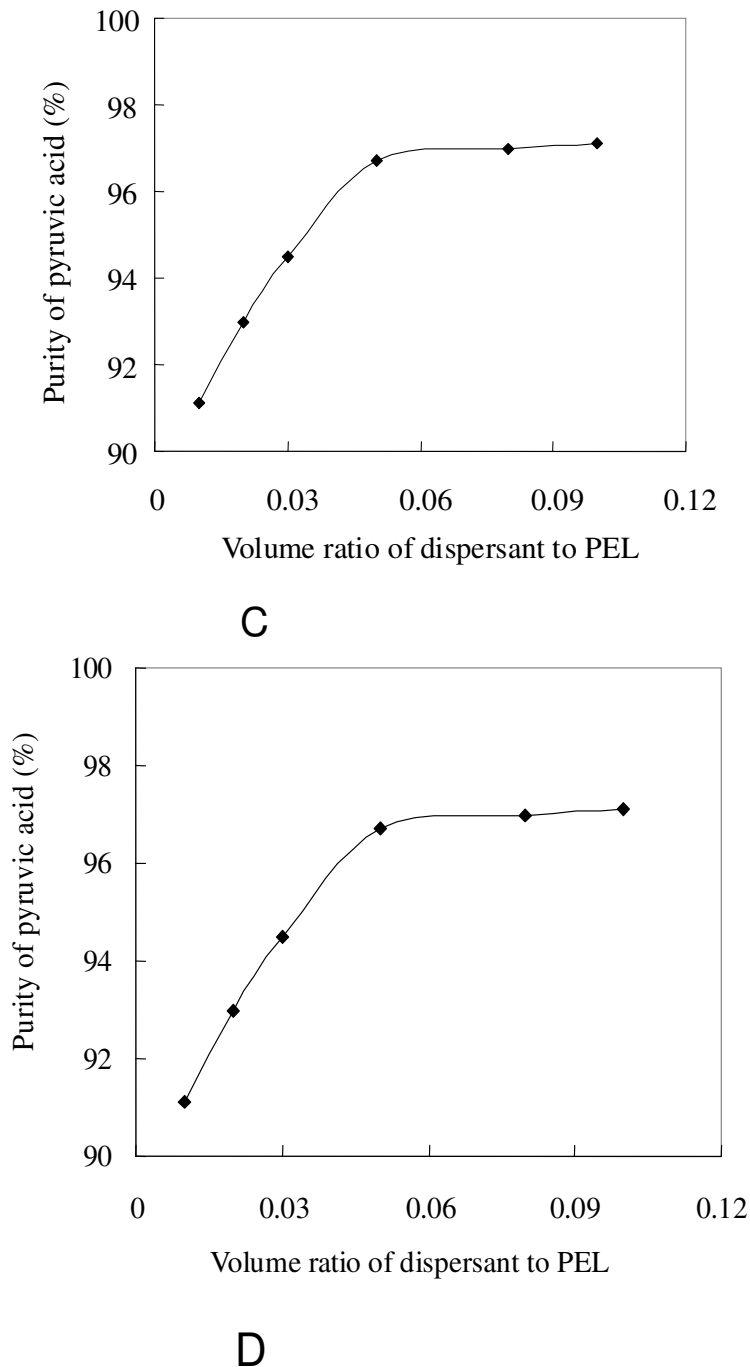 100
98
96
94
92
90
Purity of pyruvic acid (%)
0 0.03 0.06 0.09 0.12
Volume ratio of dispersant to PEL
C
100
98
96
94
92
90
Purity of pyruvic acid (%)
0 0.03 0.06 0.09 0.12
Volume ratio of dispersant to PEL
D